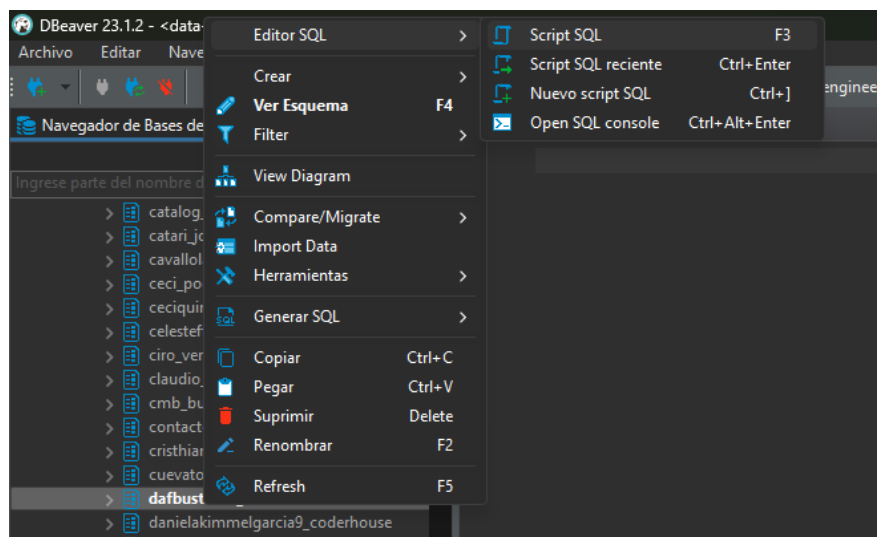 DBeaver 23.1.2 - <data-
Archivo Editar Nave
enginee
Navegador de Bases de
Ingrese parte del nombre d
catalog_
catari_jo
cavallol
ceci_po
ceciquir
celestef
ciro_ver
claudio_
cmb_bu
contact
cristhiar
cuevato
dafbust
danielakimmelgarcia9_coderhouse
Editor SQL
Crear
Ver Esquema F4
Filter
View Diagram
Compare/Migrate
Import Data
Herramientas
Generar SQL
Copiar Ctrl+C
Pegar Ctrl+V
Suprimir Delete
Renombrar F2
Refresh F5
Script SQL F3
Script SQL reciente Ctrl+Enter
Nuevo script SQL Ctrl+]
Open SQL console Ctrl+Alt+Enter